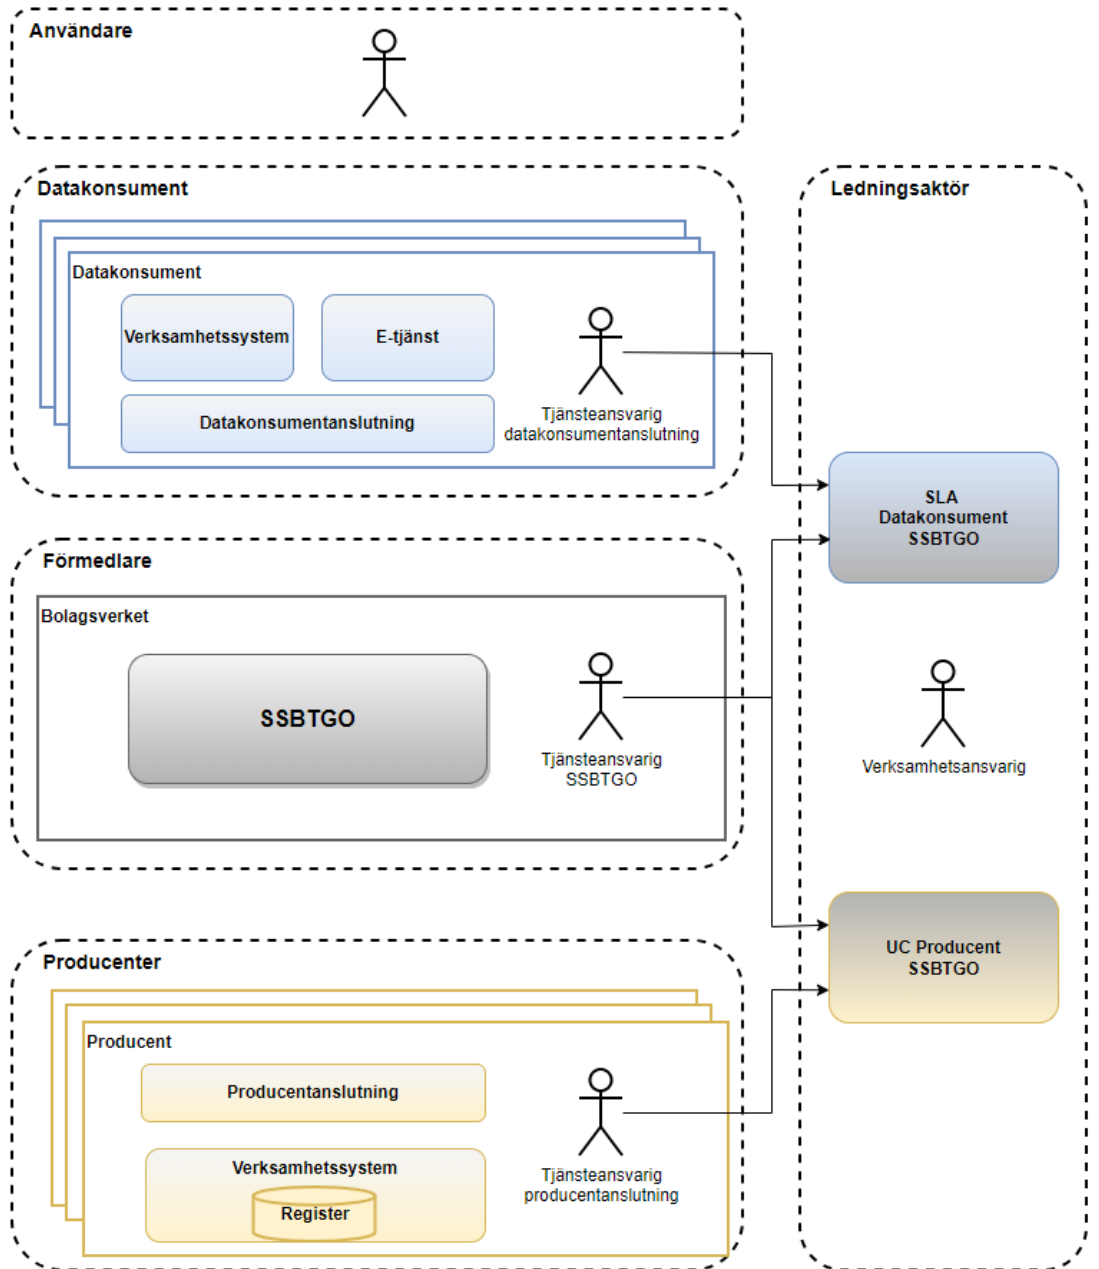 Användare
Datakonsument
Datakonsument
Verksamhetssystem
E-tjänst
Datakonsumentanslutning
Tjänsteansvarig
datakonsumentanslutning
Ledningsaktör
SLA
Datakonsument
SSBTGO
Förmedlare
Bolagsverket
SSBTGO
Tjänsteansvarig
SSBTGO
Verksamhetsansvarig
UC Producent
SSBTGO
Producenter
Producent
Producentanslutning
Verksamhetssystem
Register
Tjänsteansvarig
producentanslutning